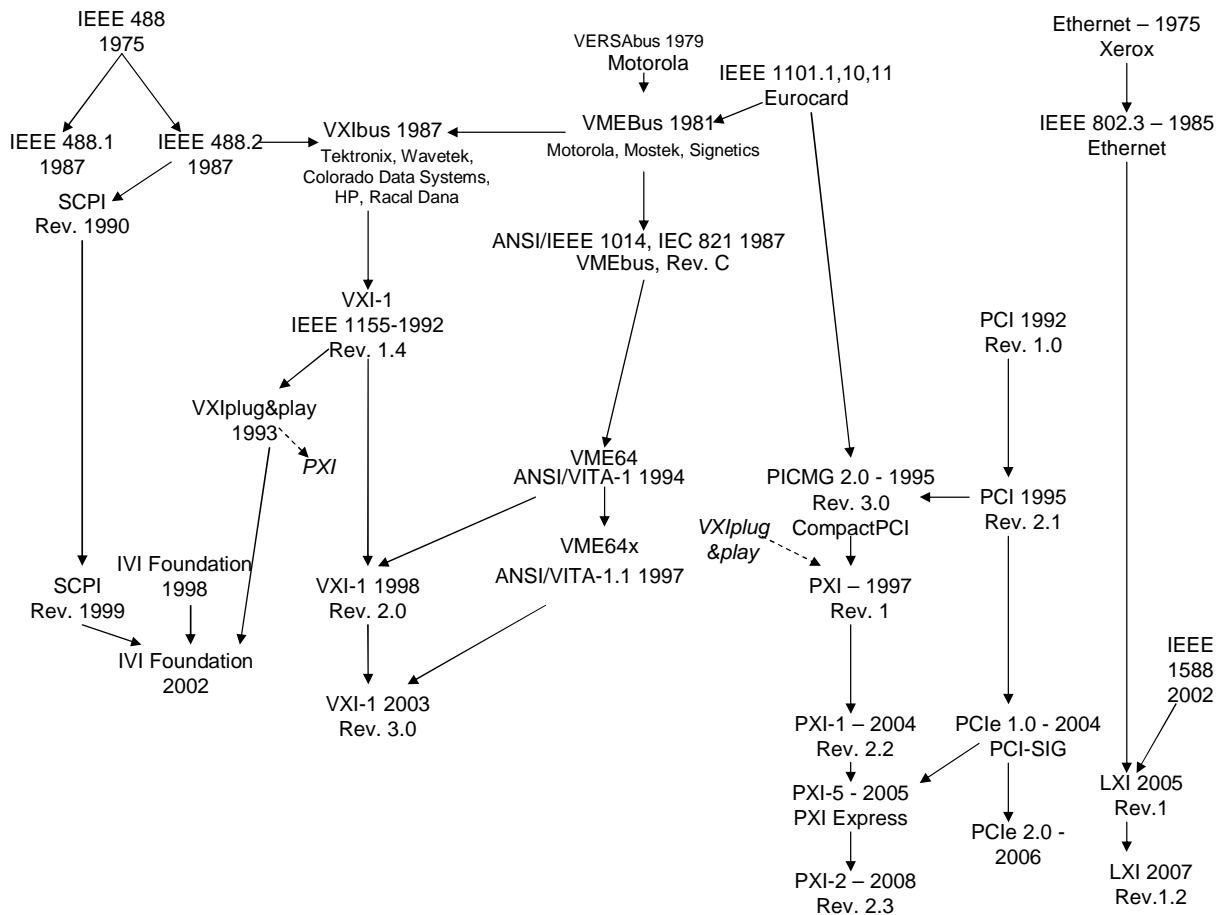 IEEE 488
1975
VERSAbus 1979
Motorola
IEEE 1101.1,10,11
Eurocard
Ethernet – 1975
Xerox
IEEE 488.1
1987
IEEE 488.2
1987
VXIbus 1987
Tektronix, Wavetek,
Colorado Data Systems,
HP, Racal Dana
VMEBus 1981
Motorola, Mostek, Signetics
IEEE 802.3 – 1985
Ethernet
SCPI
Rev. 1990
ANSI/IEEE 1014, IEC 821 1987
VMEbus, Rev. C
VXI-1
IEEE 1155-1992
Rev. 1.4
PCI 1992
Rev. 1.0
VXIplug&play
1993
PXI
VME64
ANSI/VITA-1 1994
PICMG 2.0 - 1995
Rev. 3.0
CompactPCI
PCI 1995
Rev. 2.1
VXIplug
&play
VME64x
ANSI/VITA-1.1 1997
SCPI
Rev. 1999
IVI Foundation
1998
VXI-1 1998
Rev. 2.0
PXI – 1997
Rev. 1
IVI Foundation
2002
IEEE
1588
2002
VXI-1 2003
Rev. 3.0
PXI-1 – 2004
Rev. 2.2
PCIe 1.0 - 2004
PCI-SIG
PXI-5 - 2005
PXI Express
LXI 2005
Rev.1
PCIe 2.0 -
2006
PXI-2 – 2008
Rev. 2.3
LXI 2007
Rev.1.2